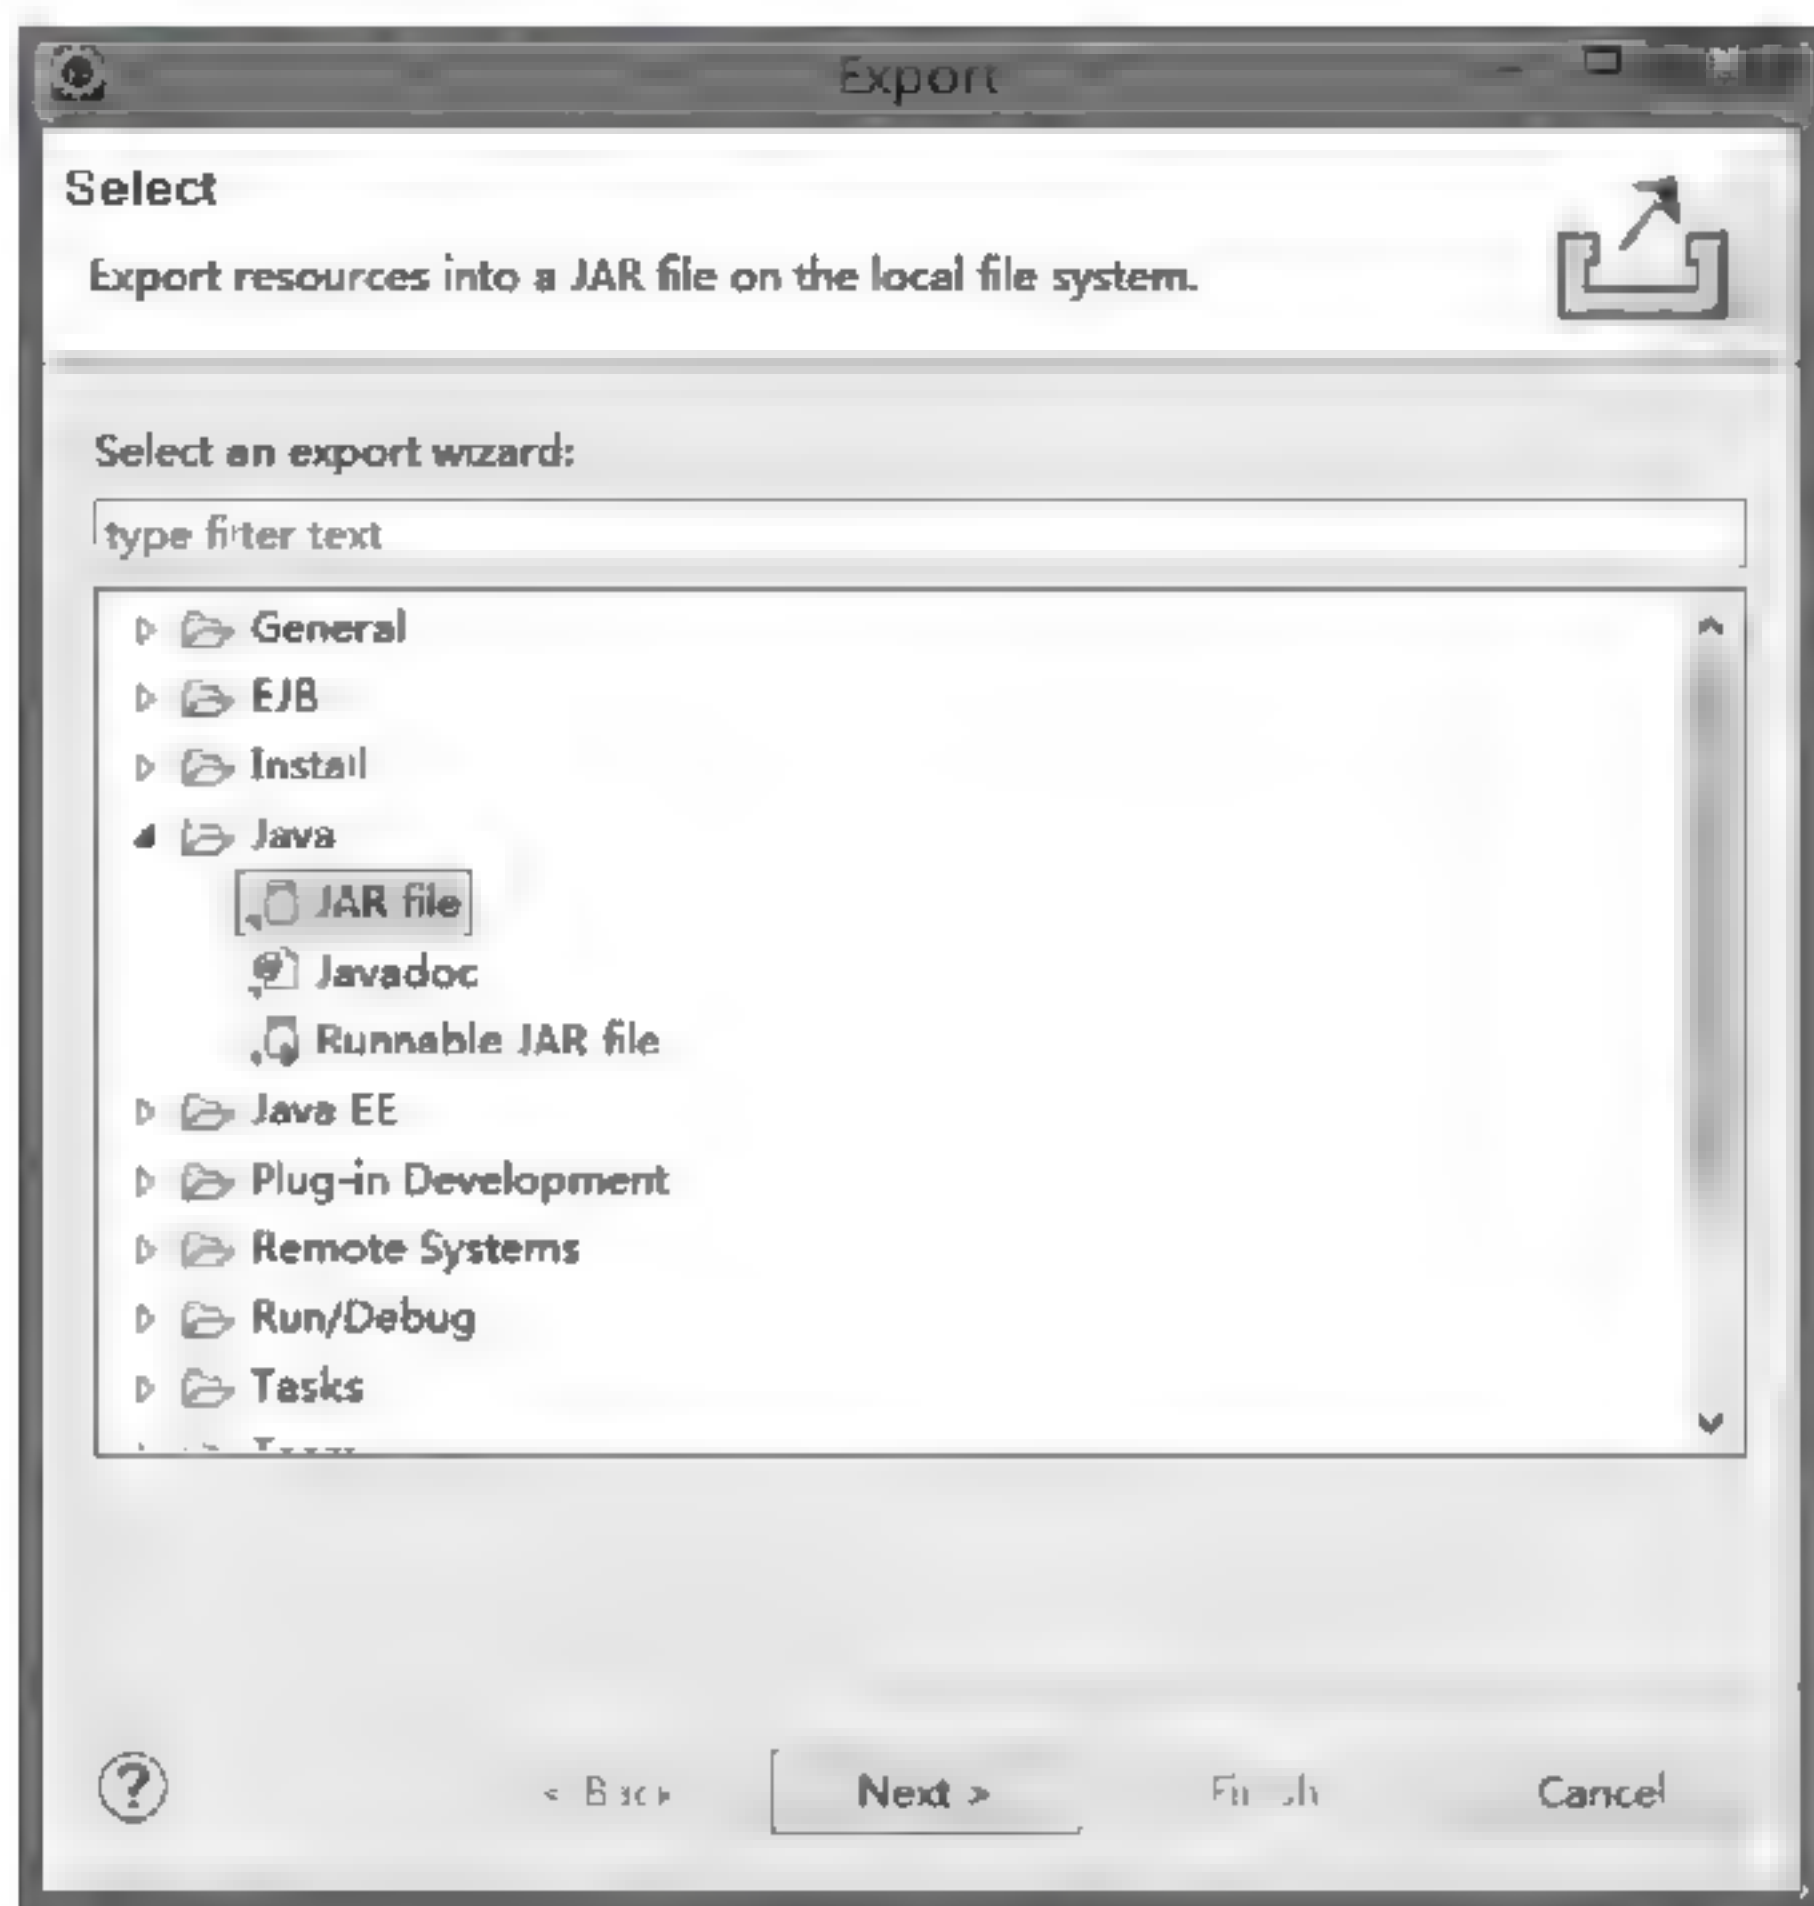 Export
Select
Export resources into a JAR file on the local file system.
Select an export wizard:
type filter text
General
EJB
Install
Java
JAR file
Javadoc
Runnable JAR file
Java EE
Plug-in Development
Remote Systems
Run/Debug
Tasks
< Back Next > Finish Cancel